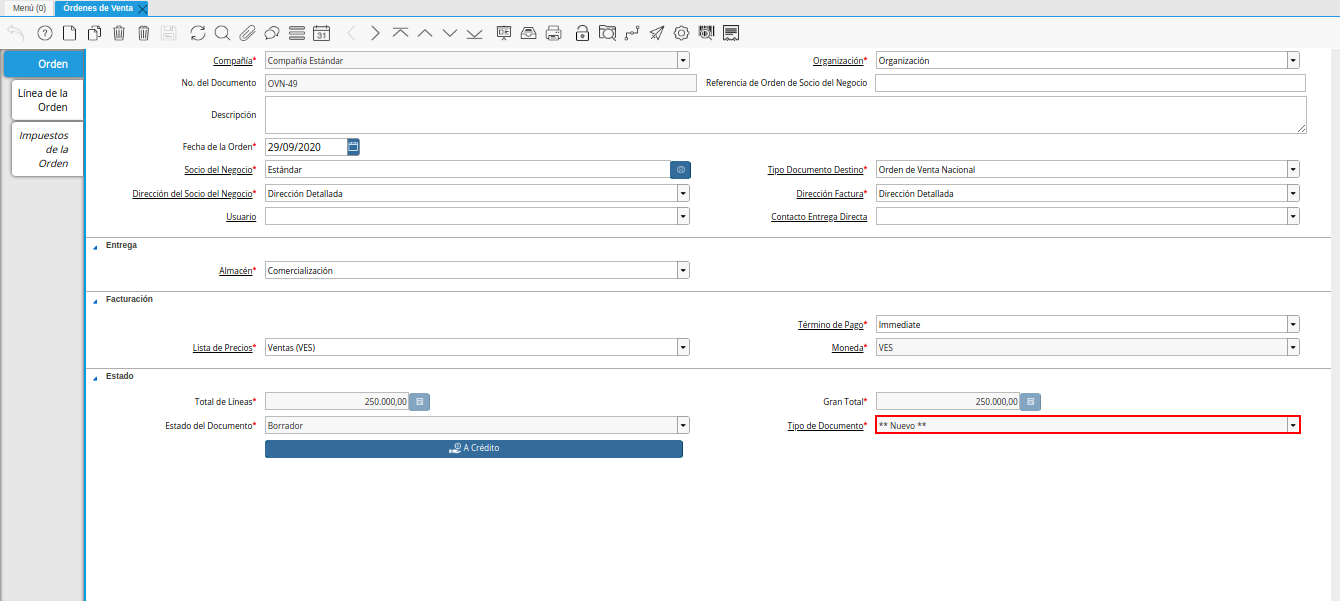 Menú (0) Órdenes de Venta
31
Orden
Línea de la
Orden
Impuestos
de la
Orden
Compañía* Compañía Estándar Organización* Organización
No. del Documento OVN-49 Referencia de Orden de Socio del Negocio
Descripción
Fecha de la Orden* 29/09/2020
Socio del Negocio* Estándar Tipo Documento Destino* Orden de Venta Nacional
Dirección del Socio del Negocio* Dirección Detallada Dirección Factura* Dirección Detallada
Usuario Contacto Entrega Directa
Entrega
Almacén* Comercialización
Facturación
Término de Pago* Immediate
Lista de Precios* Ventas (VES) Moneda* VES
Estado
Total de Líneas* 250.000,00 Gran Total* 250.000,00
Estado del Documento* Borrador Tipo de Documento* ** Nuevo **
A Crédito